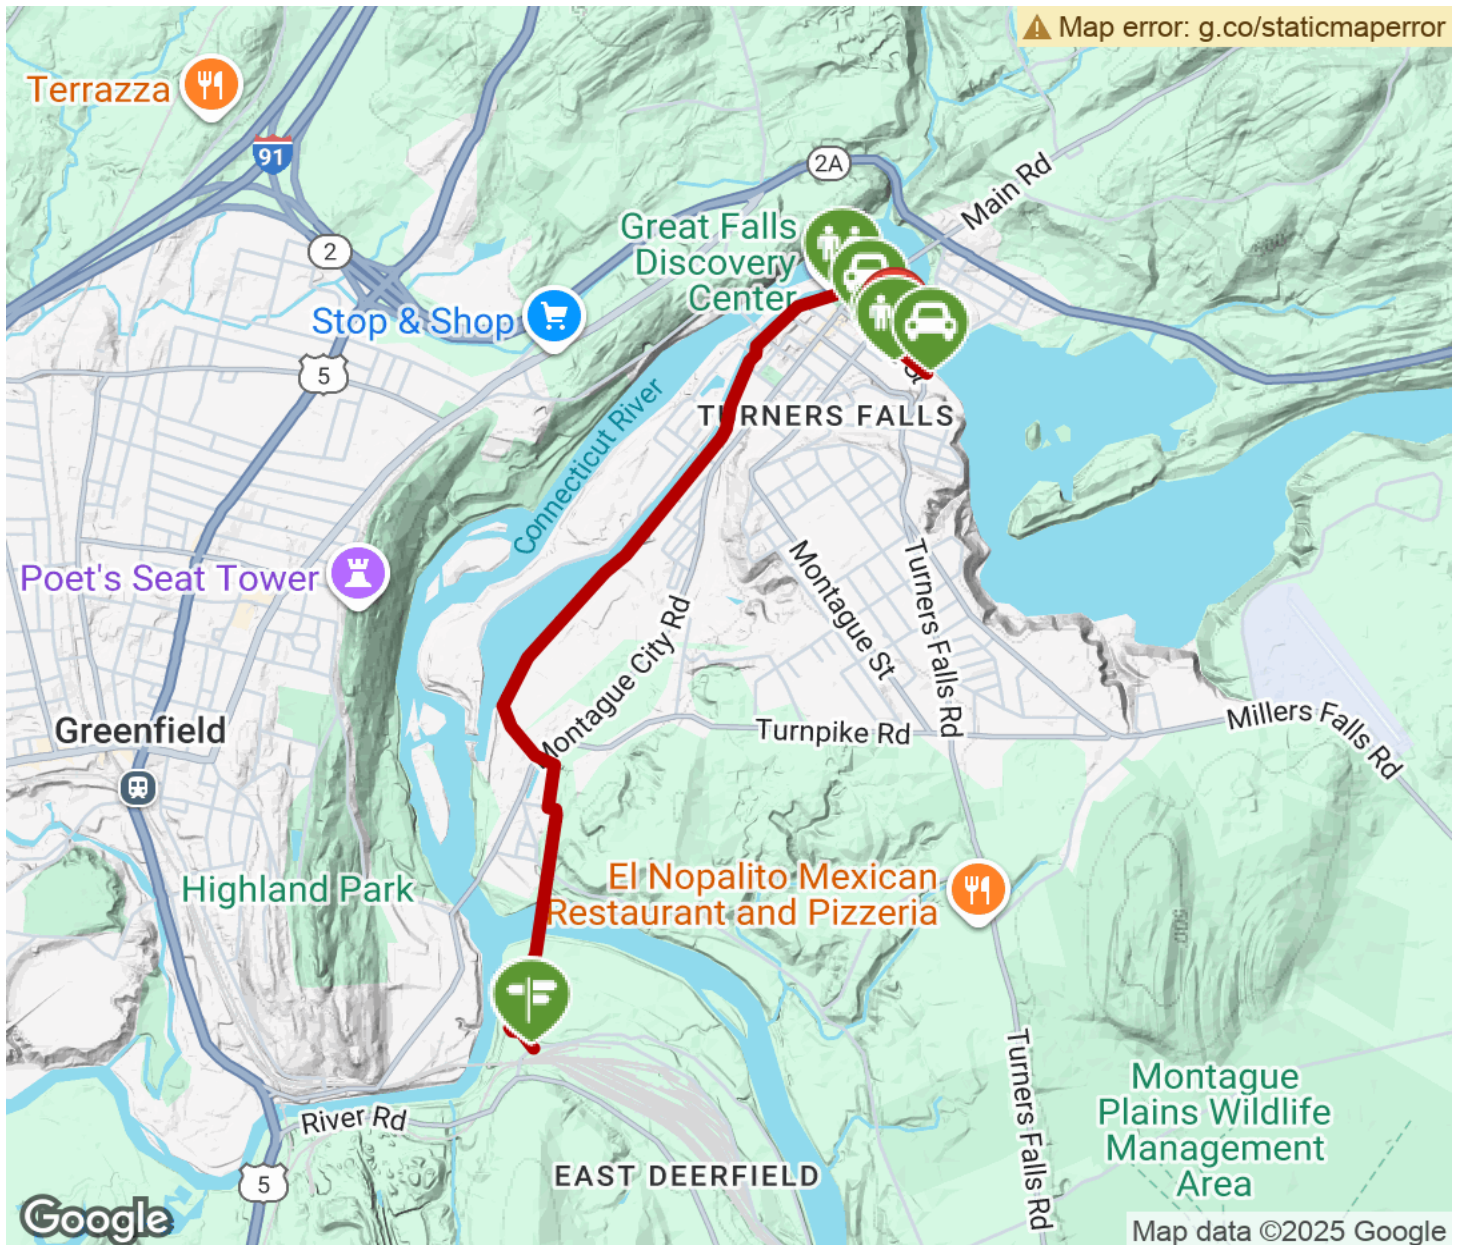 Map error: g.co/staticmaperror
Terrazza
91
2A
Main Rd
Great Falls
Discovery
Center
2
Stop & Shop
5
St
Connecticut River
TURNERS FALLS
Poet's Seat Tower
Montague St
Turners Falls Rd
Montague City Rd
Greenfield
Turnpike Rd
Millers Falls Rd
Highland Park
El Nopalito Mexican
Restaurant and Pizzeria
500
Turners Falls Rd
River Rd
Montague
Plains Wildlife
Management
Area
EAST DEERFIELD
5
Google
Map data ©2025 Google